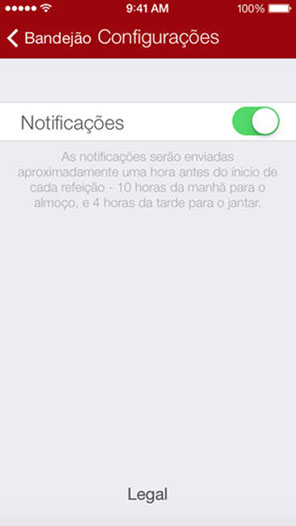 9:41 AM 100%
Bandejão Configurações
Notificações
As notificações serão enviadas
aproximadamente uma hora antes do ínicio de
cada refeição - 10 horas da manhã para o
almoço, e 4 horas da tarde para o jantar.
Legal